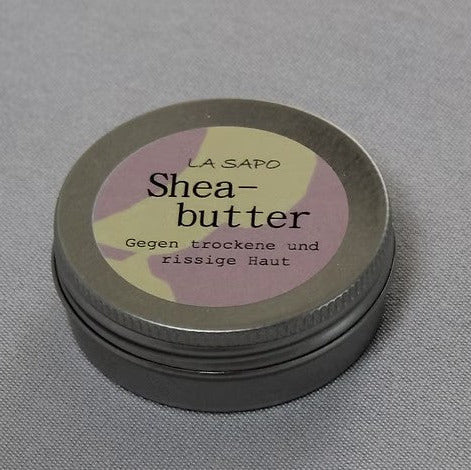 LA SAPO
Shea-
butter
Gegen trockene und
rissige Haut